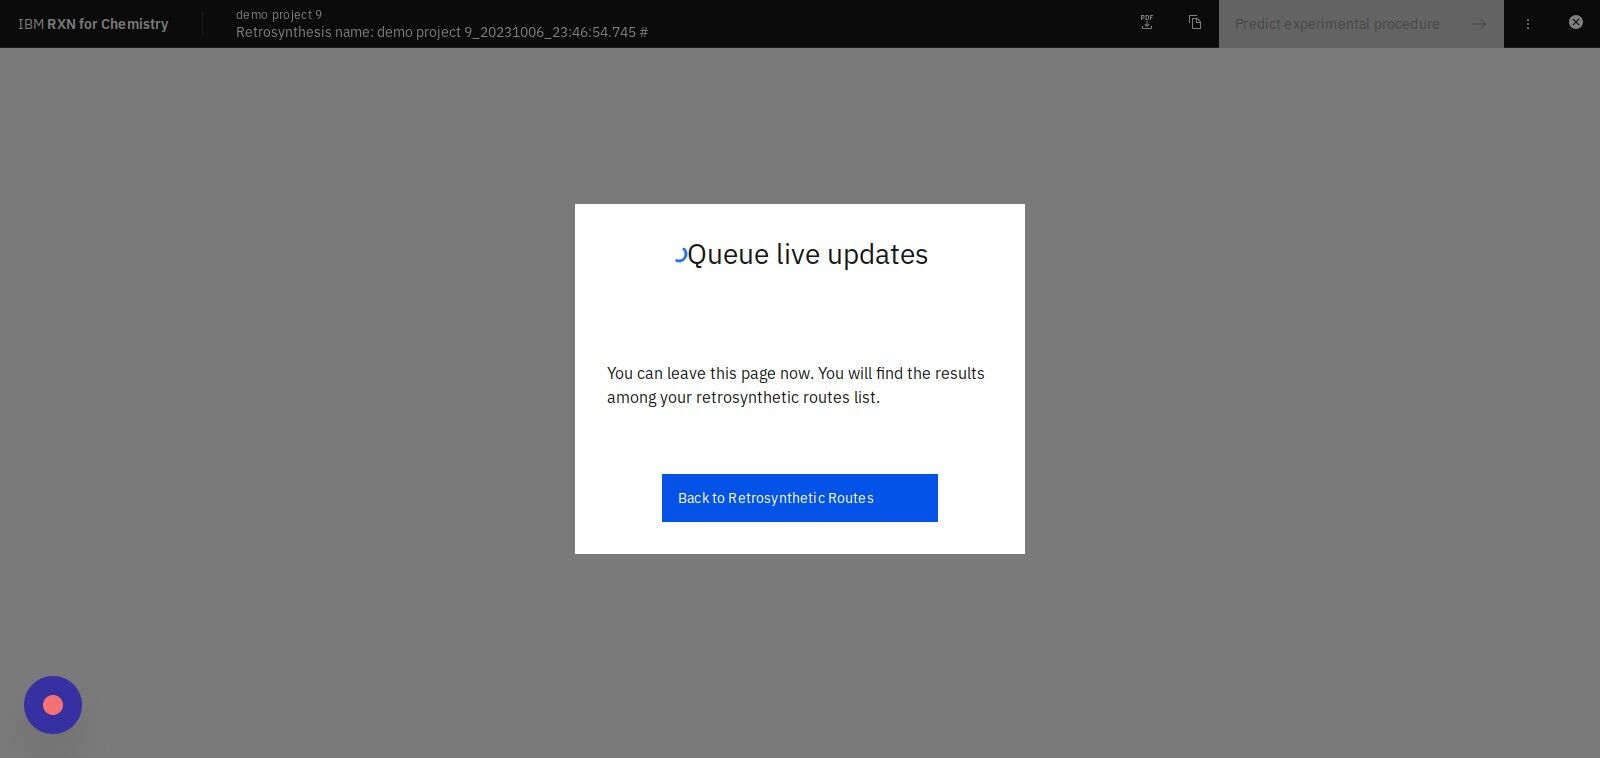 IBM RXN for Chemistry
demo project 9
Retrosynthesis name: demo project 9_20231006_23:46:54.745 #
PDF
Predict experimental procedure
Queue live updates
You can leave this page now. You will find the results
among your retrosynthetic routes list.
Back to Retrosynthetic Routes